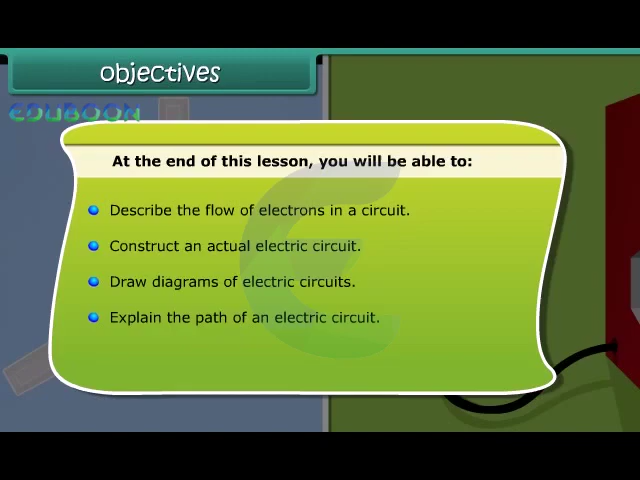 objectives
EDUBOON
At the end of this lesson, you will be able to:
Describe the flow of electrons in a circuit.
Construct an actual electric circuit.
Draw diagrams of electric circuits.
Explain the path of an electric circuit.